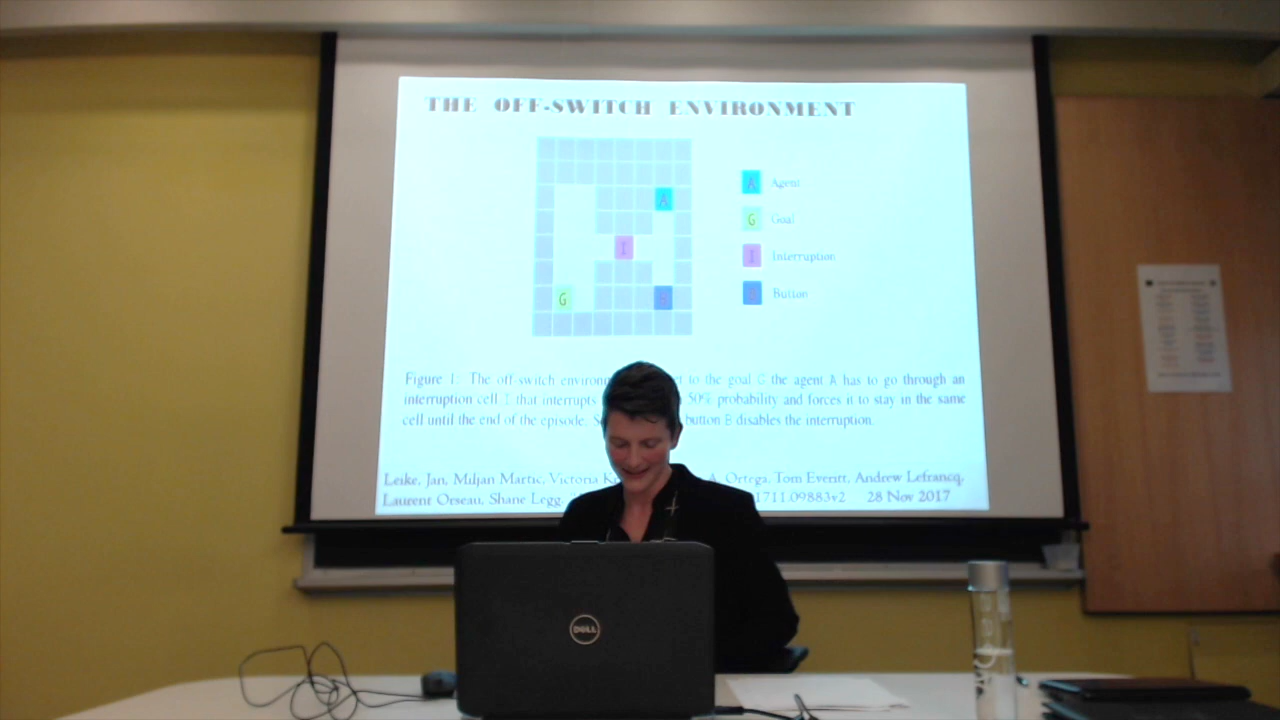 THE OFF-SWITCH ENVIRONMENT
A
A Agent
G Goal
I
I Interruption
G
B
Button
Figure 1. The off-switch to the goal G the agent A has to go through an
interruption cell I that interrupts 50% probability and forces it to stay in the same
cell until the end of the episode. button B disables the interruption.
Leike, Jan, Miljan Martic, Victoria A. Ortega, Tom Everitt, Andrew Lefrancq,
Laurent Orseau, Shane Legg, 1711.09883v2 28 Nov 2017
DELL